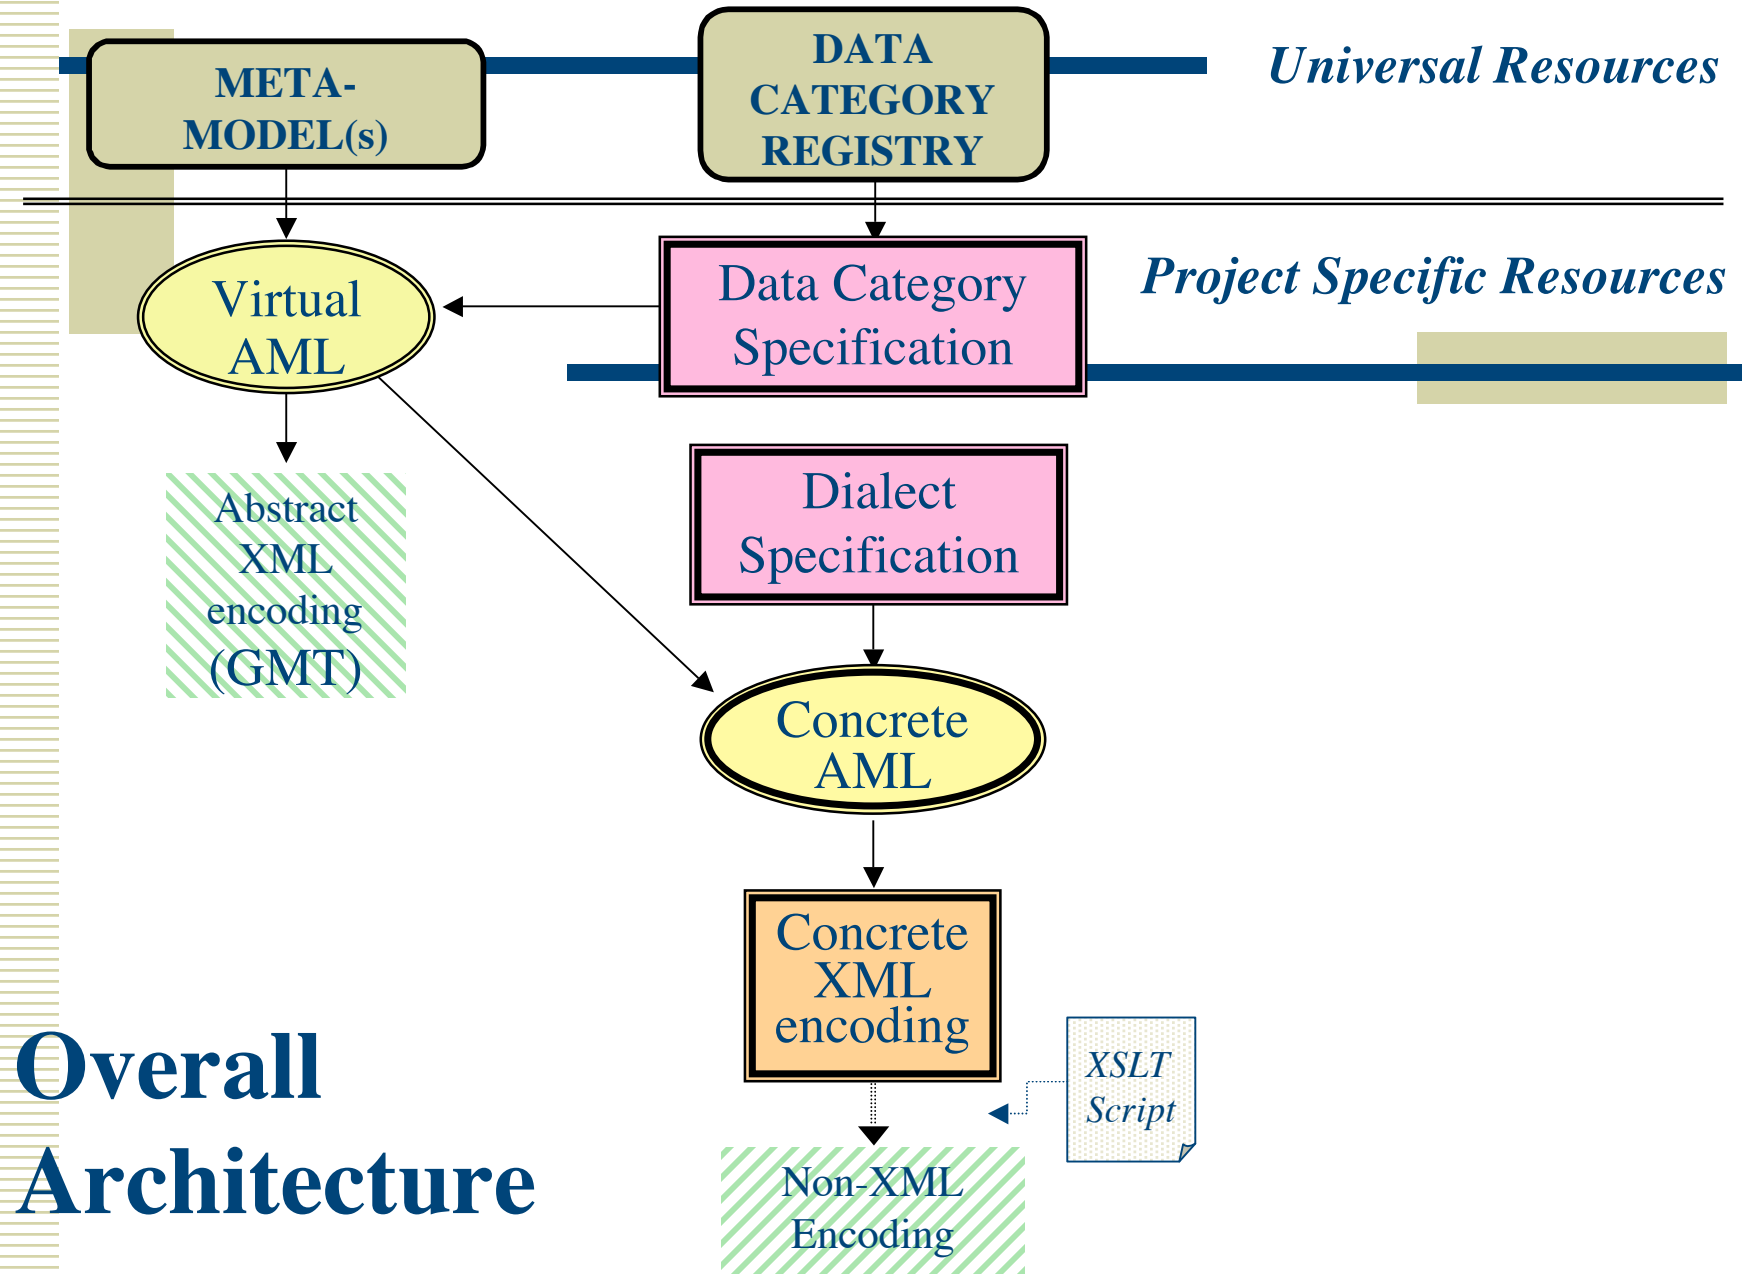 META-
MODEL(s)
DATA
CATEGORY
REGISTRY
Universal Resources
Virtual
AML
Data Category
Specification
Project Specific Resources
Abstract
XML
encoding
(GMT)
Dialect
Specification
Concrete
AML
Concrete
XML
encoding
XSLT
Script
Non-XML
Encoding
Overall
Architecture